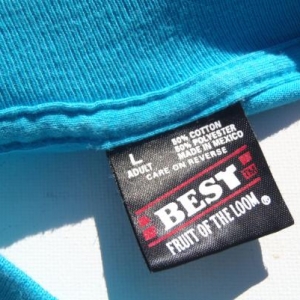 L
ADULT
50% COTTON
50% POLYESTER
MADE IN MEXICO
CARE ON REVERSE
BEST
FRUIT OF THE LOOM ®